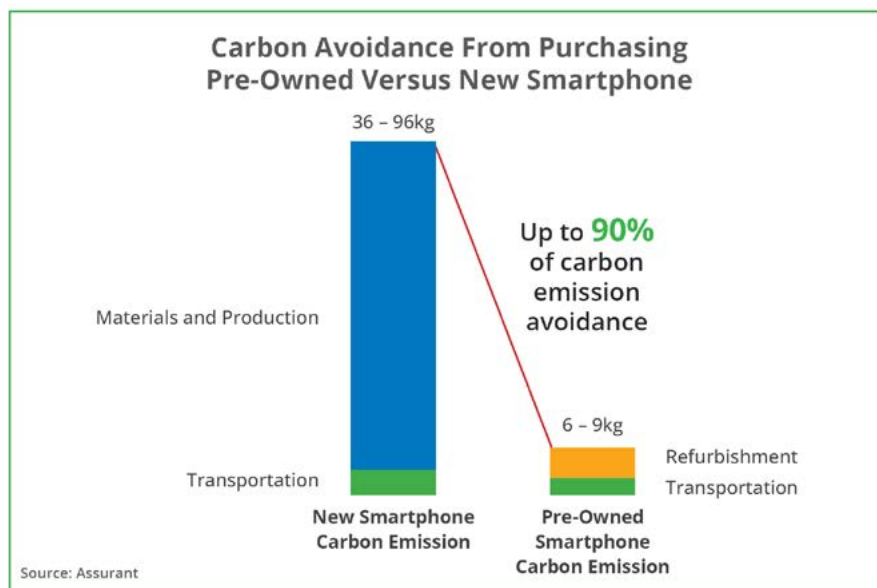 Carbon Avoidance From Purchasing
Pre-Owned Versus New Smartphone
36 – 96kg
Up to 90%
of carbon
emission
avoidance
Materials and Production
6 – 9kg
Refurbishment
Transportation
Transportation
New Smartphone
Carbon Emission
Pre-Owned
Smartphone
Carbon Emission
Source: Assurant